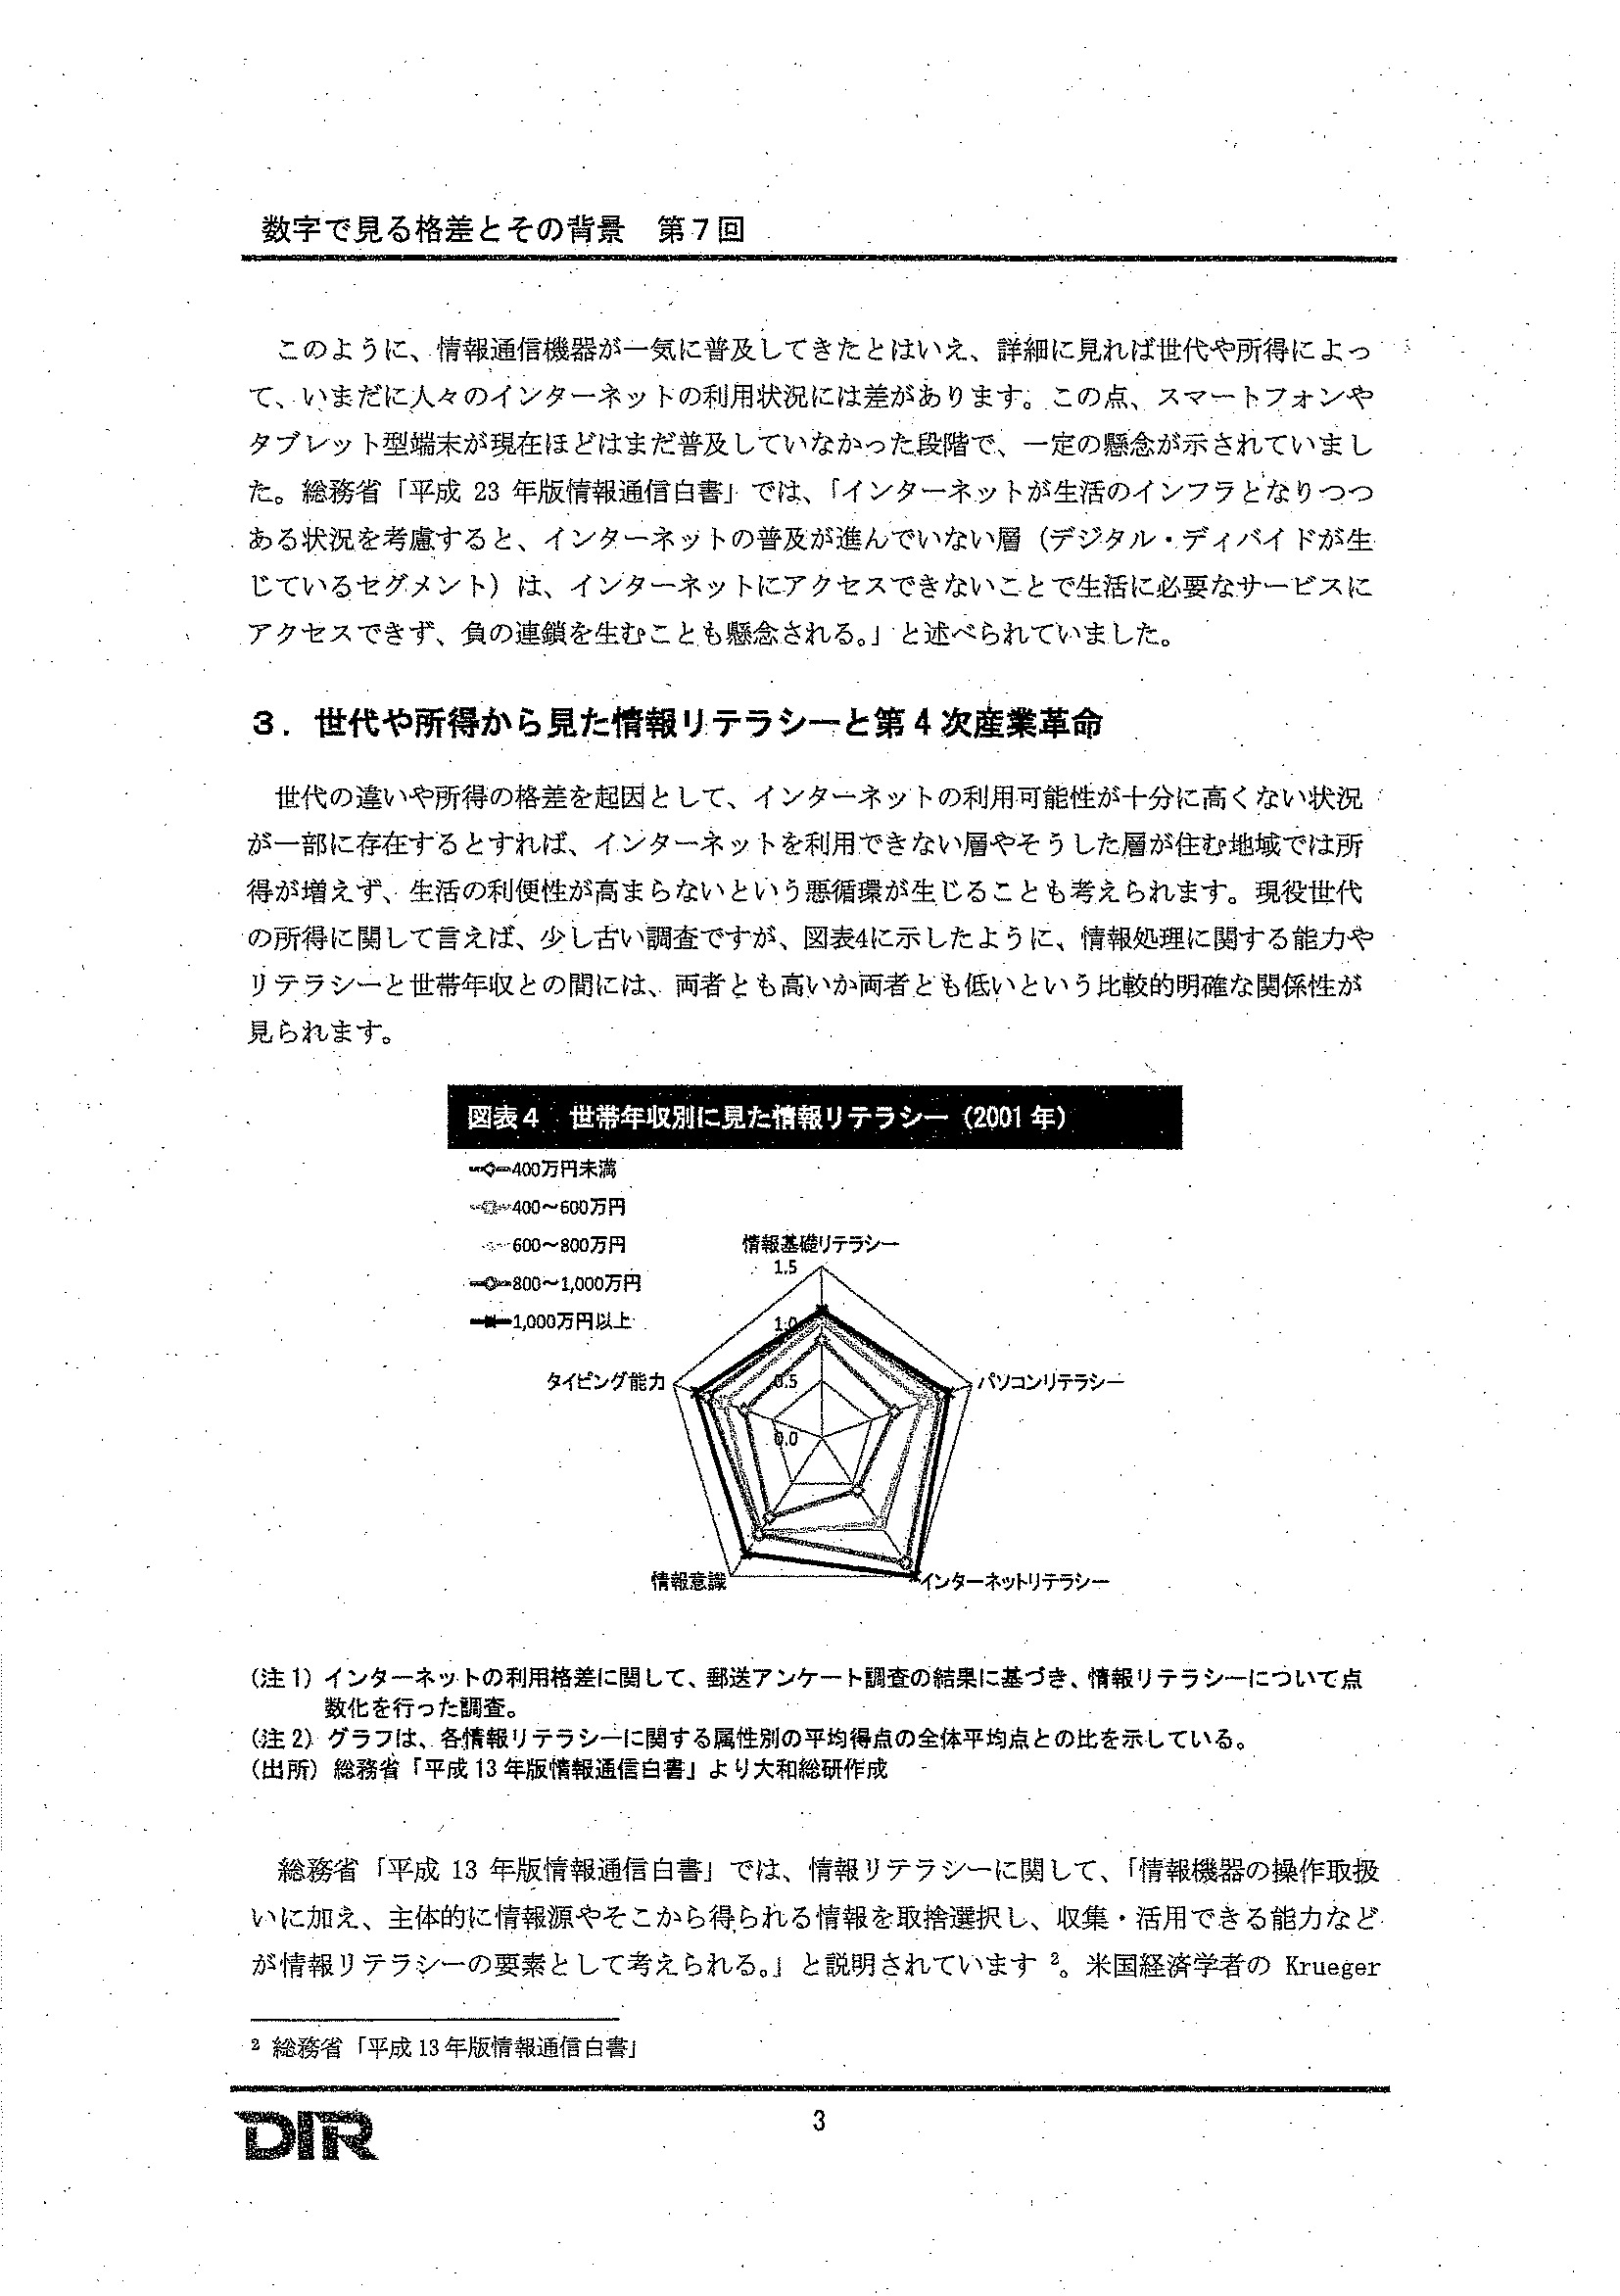 数字で見る格差とその背景　第７回
このように、情報通信機器が一気に普及してきたとはいえ、詳細に見れば世代や所得によっ
て、いまだに人々のインターネットの利用状況には差があります。この点、スマートフォンや
タブレット型端末が現在ほどはまだ普及していなかった段階で、一定の懸念が示されていまし
た。総務省「平成 23 年版情報通信白書」では、「インターネットが生活のインフラとなりつつ
ある状況を考慮すると、インターネットの普及が進んでいない層（デジタル・ディバイドが生
じているセグメント）は、インターネットにアクセスできないことで生活に必要なサービスに
アクセスできず、負の連鎖を生むことも懸念される。」と述べられていました。
３．世代や所得から見た情報リテラシーと第４次産業革命
世代の違いや所得の格差を起因として、インターネットの利用可能性が十分に高くない状況
が一部に存在するとすれば、インターネットを利用できない層やそうした層が住む地域では所
得が増えず、生活の利便性が高まらないという悪循環が生じることも考えられます。現役世代
の所得に関して言えば、少し古い調査ですが、図表4に示したように、情報処理に関する能力や
リテラシーと世帯年収との間には、両者とも高いか両者とも低いという比較的明確な関係性が
見られます。
図表４　世帯年収別に見た情報リテラシー（2001 年）
400万円未満
400～600万円
600～800万円
800～1,000万円
1,000万円以上
情報基礎リテラシー
1.5
1.0
タイピング能力
0.5
パソコンリテラシー
0.0
情報意識
インターネットリテラシー
（注１）インターネットの利用格差に関して、郵送アンケート調査の結果に基づき、情報リテラシーについて点
数化を行った調査。
（注２）グラフは、各情報リテラシーに関する属性別の平均得点の全体平均点との比を示している。
（出所）総務省「平成 13 年版情報通信白書」より大和総研作成
総務省「平成 13 年版情報通信白書」では、情報リテラシーに関して、「情報機器の操作取扱
いに加え、主体的に情報源やそこから得られる情報を取捨選択し、収集・活用できる能力など
が情報リテラシーの要素として考えられる。」と説明されています ²。米国経済学者の Krueger
² 総務省「平成 13 年版情報通信白書」
DIR
3